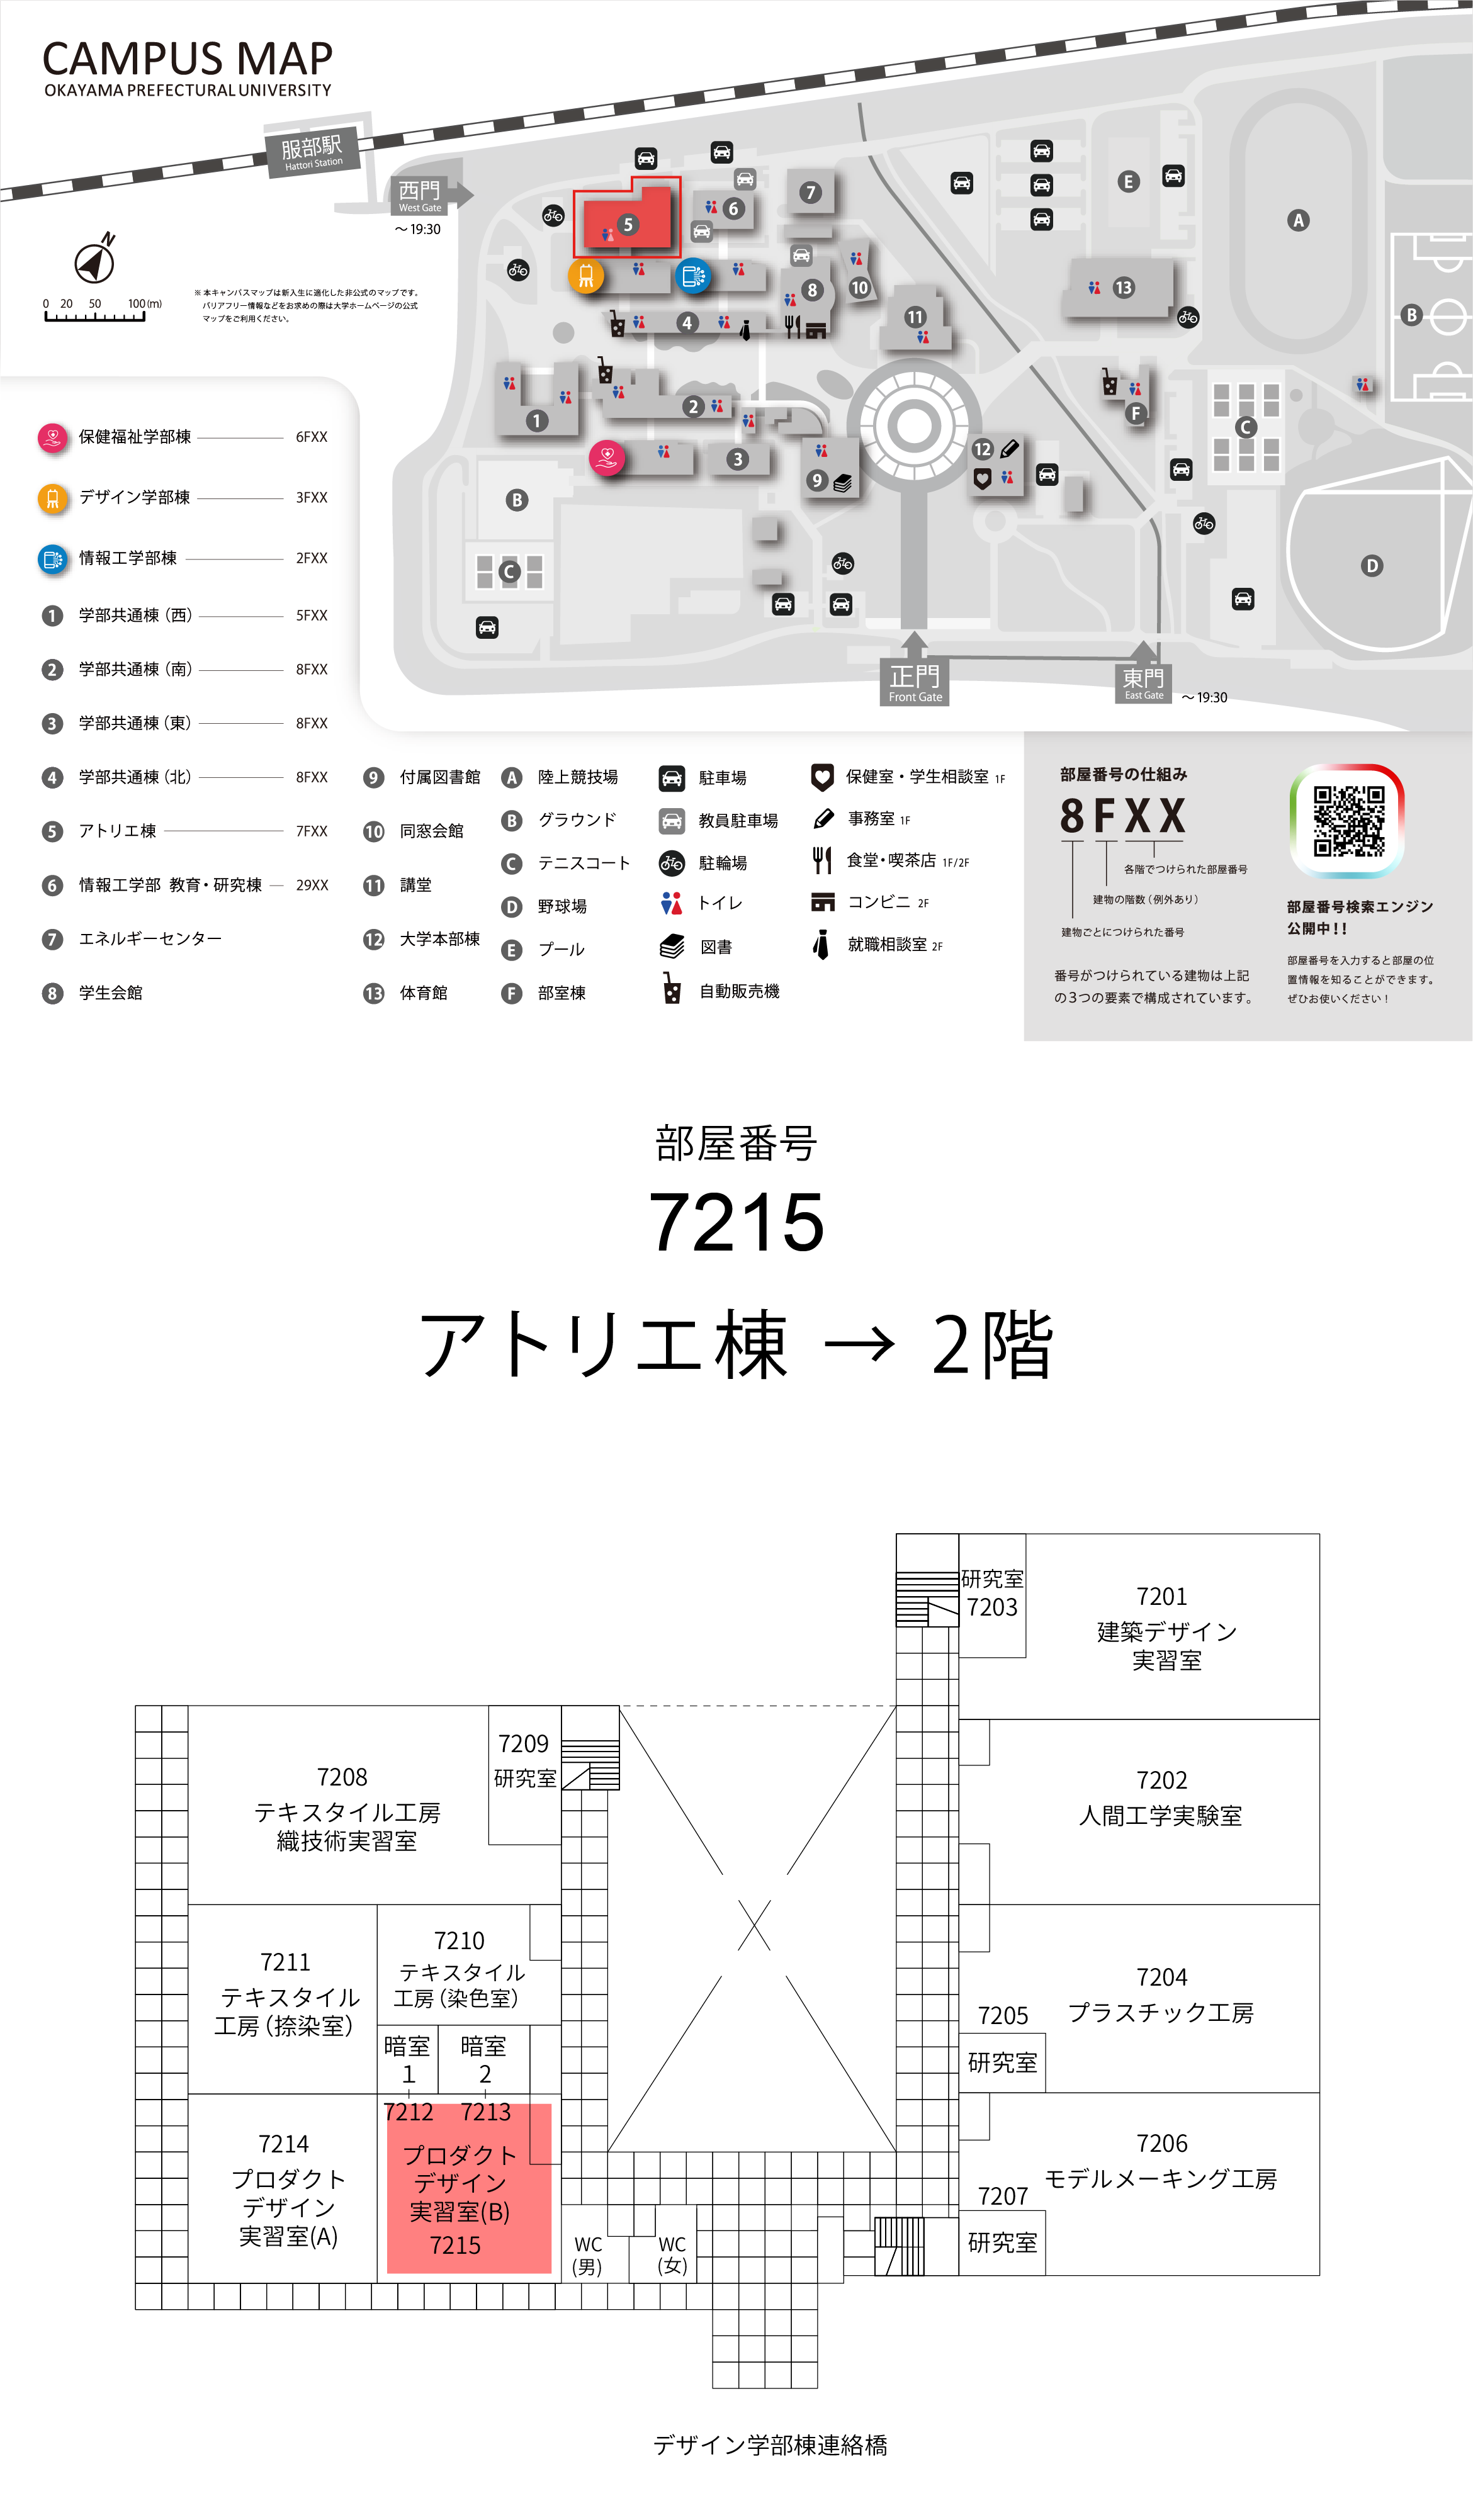 CAMPUS MAP
OKAYAMA PREFECTURAL UNIVERSITY
服部駅
Hattori Station
西門
West Gate
～19:30
N
0 20 50 100(m)
※ 本キャンパスマップは新入生に適化した非公式のマップです。
バリアフリー情報などをお求めの際は大学ホームページの公式
マップをご利用ください。
5
6
7
8
10
4
11
13
E
A
B
1
2
3
9
12
F
C
B
C
D
正門
Front Gate
東門
East Gate
～19:30
保健福祉学部棟 6FXX
デザイン学部棟 3FXX
情報工学部棟 2FXX
1 学部共通棟（西） 5FXX
2 学部共通棟（南） 8FXX
3 学部共通棟（東） 8FXX
4 学部共通棟（北） 8FXX
5 アトリエ棟 7FXX
6 情報工学部 教育・研究棟 29XX
7 エネルギーセンター
8 学生会館
9 付属図書館
10 同窓会館
11 講堂
12 大学本部棟
13 体育館
A 陸上競技場
B グラウンド
C テニスコート
D 野球場
E プール
F 部室棟
駐車場
教員駐車場
駐輪場
トイレ
図書
自動販売機
保健室・学生相談室 1F
事務室 1F
食堂・喫茶店 1F/2F
コンビニ 2F
就職相談室 2F
部屋番号の仕組み
8FXX
各階でつけられた部屋番号
建物の階数（例外あり）
建物ごとにつけられた番号
番号がつけられている建物は上記
の３つの要素で構成されています。
部屋番号検索エンジン
公開中！！
部屋番号を入力すると部屋の位
置情報を知ることができます。
ぜひお使いください！
部屋番号
7215
アトリエ棟 → 2階
研究室
7203
7201
建築デザイン
実習室
7209
研究室
7208
テキスタイル工房
織技術実習室
7202
人間工学実験室
7211
テキスタイル
工房（捺染室）
7210
テキスタイル
工房（染色室）
暗室
1
7212
暗室
2
7213
7204
プラスチック工房
7205
研究室
7214
プロダクト
デザイン
実習室(A)
プロダクト
デザイン
実習室(B)
7215
WC
(男)
WC
(女)
7206
モデルメーキング工房
7207
研究室
デザイン学部棟連絡橋